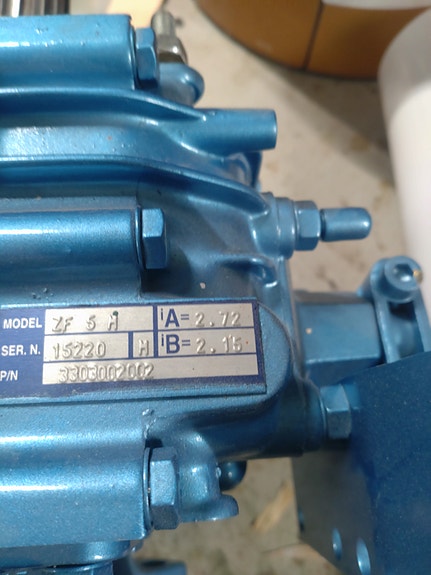 MODEL ZF 5 M iA= 2.72
SER. N. 15220 M iB= 2.15
P/N 3303002002